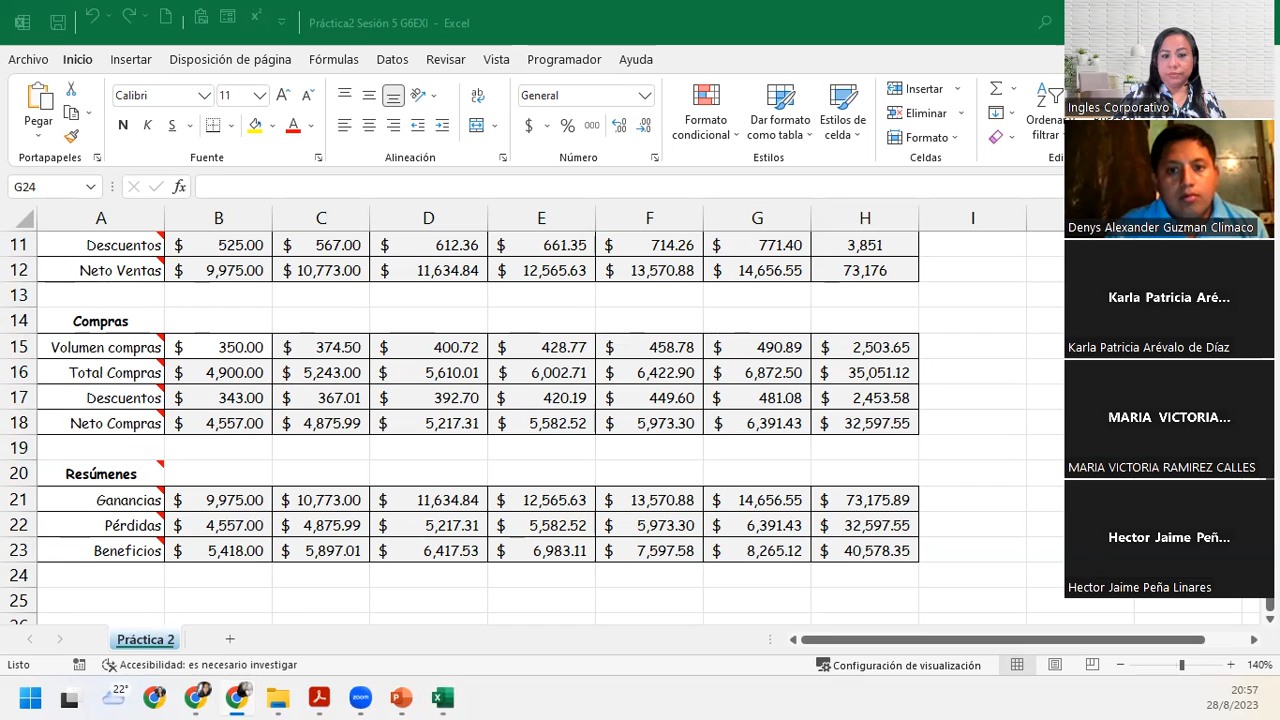 Práctica2 Sesión 5 G6EXI - Excel
Archivo Inicio Insertar Disposición de página Fórmulas Datos Revisar Vista Programador Ayuda
Pegar
Calibri 11
N K S
$ % 000
Formato condicional
Dar formato como tabla
Estilos de celda
Insertar
Eliminar
Formato
Ordenar
filtrar
Portapapeles Fuente Alineación Número Estilos Celdas
G24
A B C D E F G H I
11 Descuentos $ 525.00 $ 567.00 $ 612.36 $ 661.35 $ 714.26 $ 771.40 3,851
12 Neto Ventas $ 9,975.00 $ 10,773.00 $ 11,634.84 $ 12,565.63 $ 13,570.88 $ 14,656.55 73,176
13
14 Compras
15 Volumen compras $ 350.00 $ 374.50 $ 400.72 $ 428.77 $ 458.78 $ 490.89 $ 2,503.65
16 Total Compras $ 4,900.00 $ 5,243.00 $ 5,610.01 $ 6,002.71 $ 6,422.90 $ 6,872.50 $ 35,051.12
17 Descuentos $ 343.00 $ 367.01 $ 392.70 $ 420.19 $ 449.60 $ 481.08 $ 2,453.58
18 Neto Compras $ 4,557.00 $ 4,875.99 $ 5,217.31 $ 5,582.52 $ 5,973.30 $ 6,391.43 $ 32,597.55
19
20 Resúmenes
21 Ganancias $ 9,975.00 $ 10,773.00 $ 11,634.84 $ 12,565.63 $ 13,570.88 $ 14,656.55 $ 73,175.89
22 Pérdidas $ 4,557.00 $ 4,875.99 $ 5,217.31 $ 5,582.52 $ 5,973.30 $ 6,391.43 $ 32,597.55
23 Beneficios $ 5,418.00 $ 5,897.01 $ 6,417.53 $ 6,983.11 $ 7,597.58 $ 8,265.12 $ 40,578.35
24
25
Práctica 2
Listo Accesibilidad: es necesario investigar Configuración de visualización 140%
22°
20:57
28/8/2023
Ingles Corporativo
Denys Alexander Guzman Climaco
Karla Patricia Aré...
Karla Patricia Arévalo de Díaz
MARIA VICTORIA...
MARIA VICTORIA RAMIREZ CALLES
Hector Jaime Peñ...
Hector Jaime Peña Linares